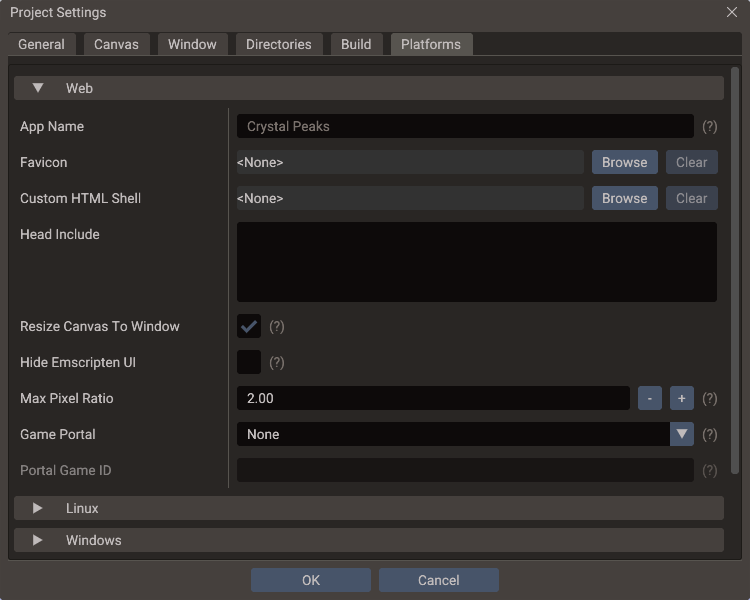 Project Settings
General Canvas Window Directories Build Platforms
Web
App Name Crystal Peaks (?)
Favicon <None> Browse Clear
Custom HTML Shell <None> Browse Clear
Head Include
Resize Canvas To Window (?)
Hide Emscripten UI (?)
Max Pixel Ratio 2.00 - + (?)
Game Portal None (?)
Portal Game ID (?)
Linux
Windows
OK Cancel